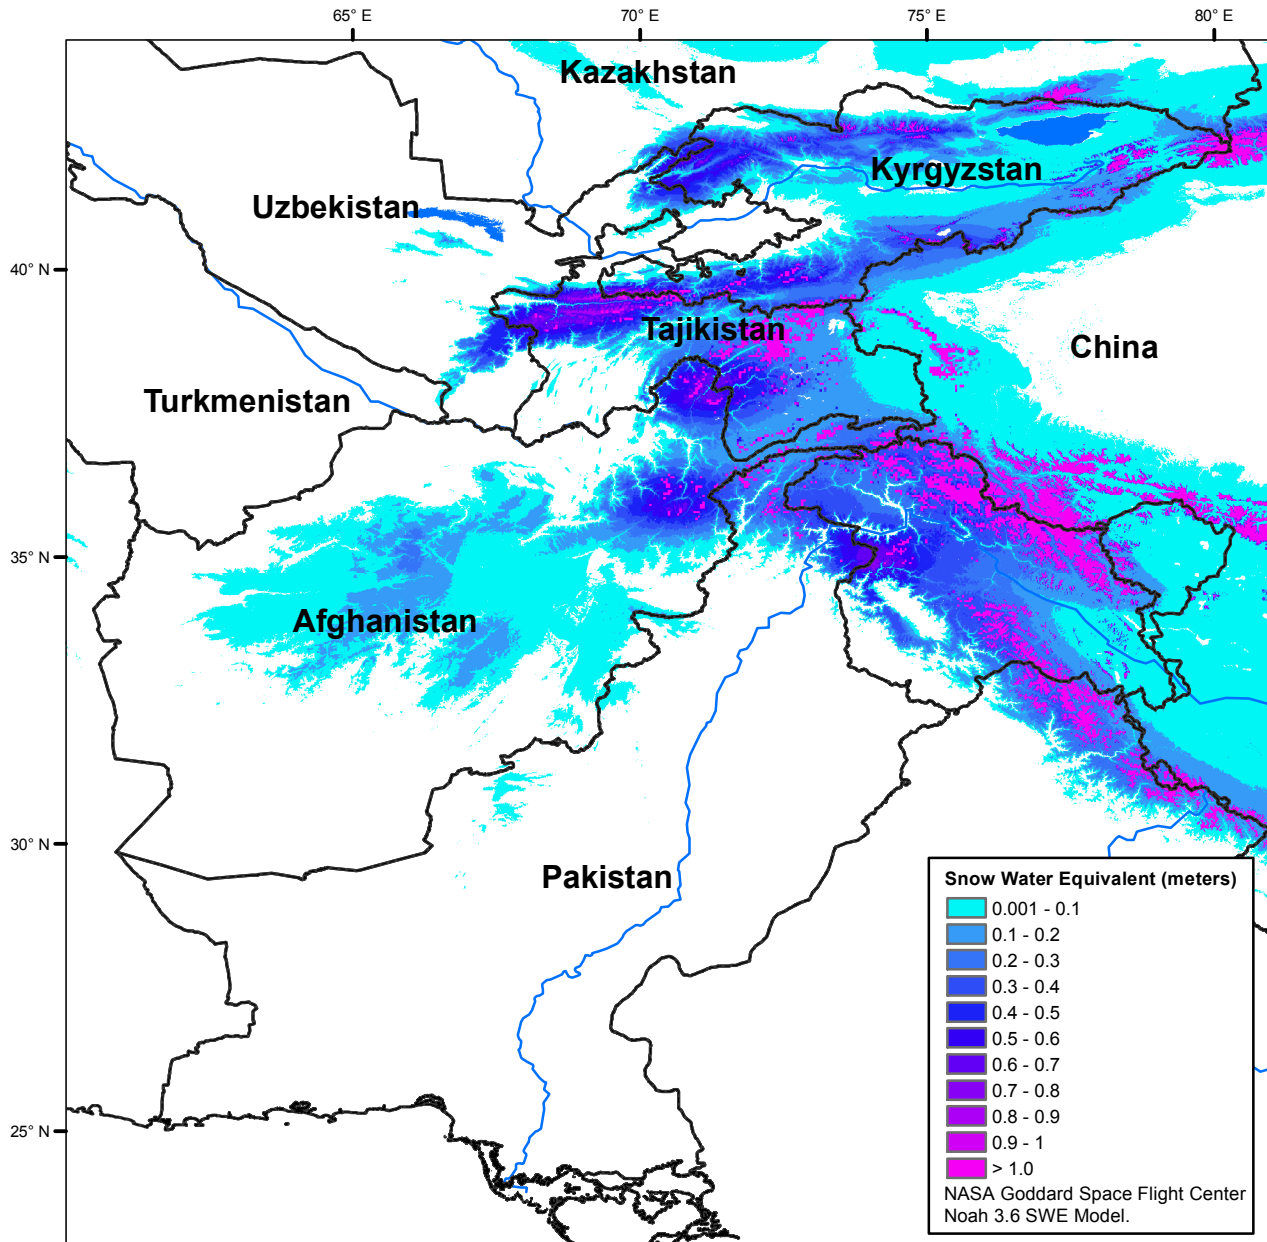 65° E
70° E
75° E
80° E
Kazakhstan
Kyrgyzstan
Uzbekistan
40° N
Tajikistan
China
Turkmenistan
35° N
Afghanistan
30° N
Pakistan
25° N
Snow Water Equivalent (meters)
0.001 - 0.1
0.1 - 0.2
0.2 - 0.3
0.3 - 0.4
0.4 - 0.5
0.5 - 0.6
0.6 - 0.7
0.7 - 0.8
0.8 - 0.9
0.9 - 1
> 1.0
NASA Goddard Space Flight Center
Noah 3.6 SWE Model.